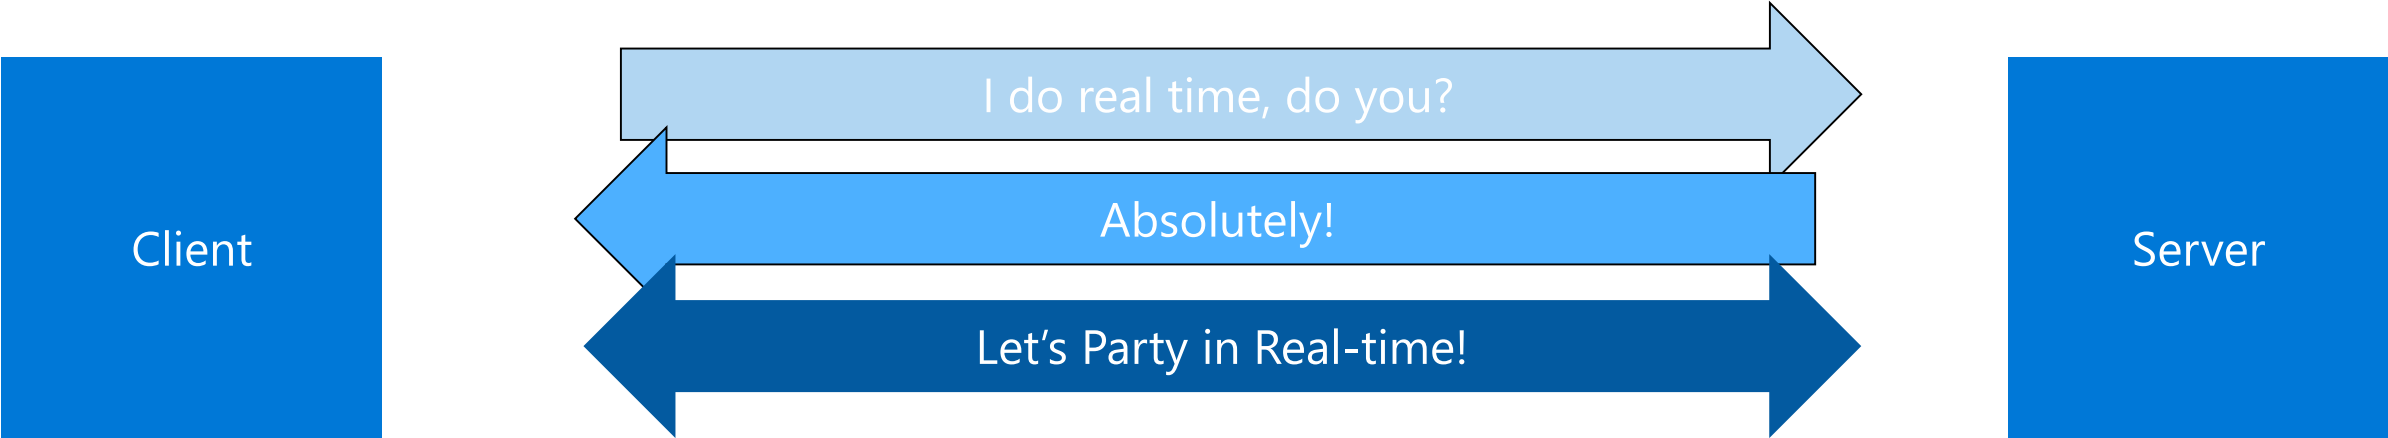 I do real time, do you?
Absolutely!
Client
Server
Let‘s Party in Real-time!